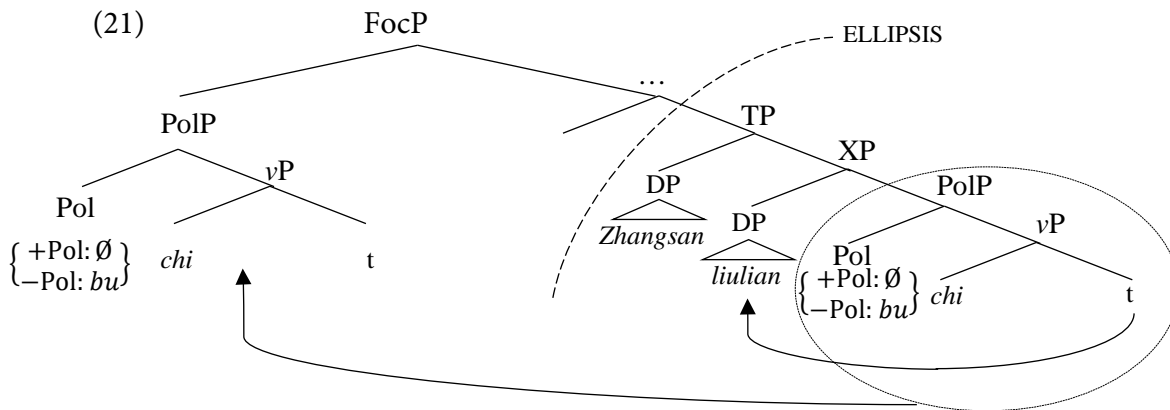 (21) FocP ELLIPSIS
...
PolP TP
vP XP
Pol DP PolP
Zhangsan DP Pol vP
{+Pol: Ø −Pol: bu} chi t liulian {+Pol: Ø −Pol: bu} chi t